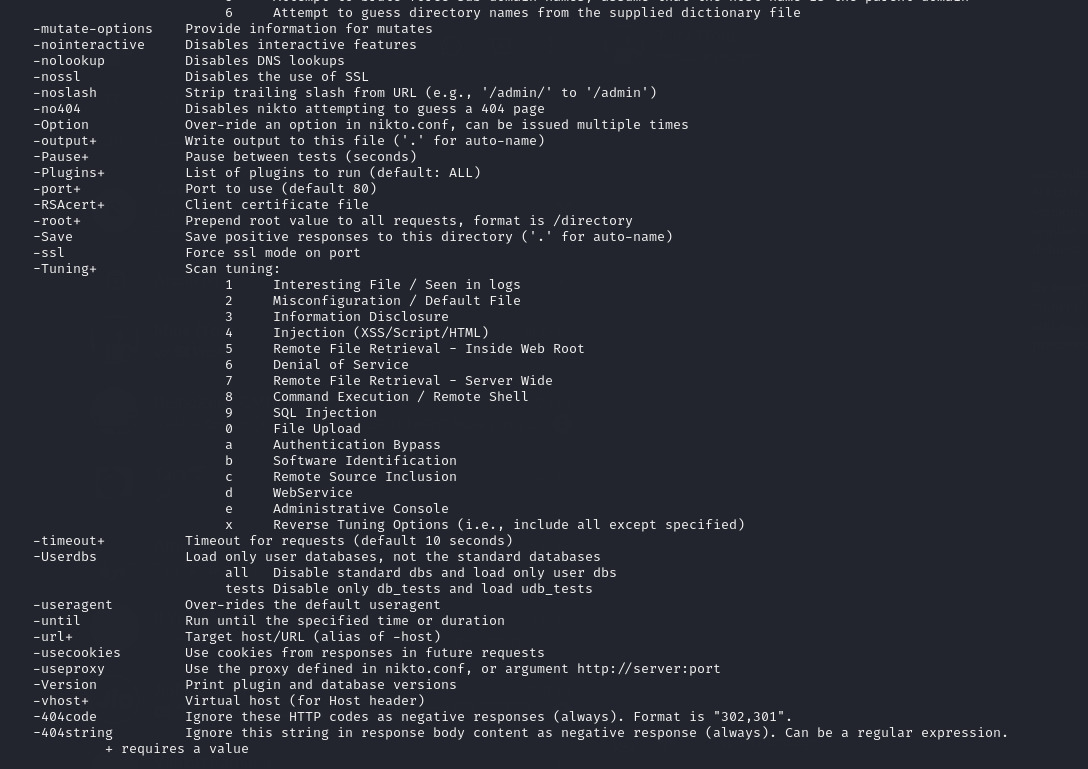 6 Attempt to guess directory names from the supplied dictionary file
-mutate-options Provide information for mutates
-nointeractive Disables interactive features
-nolookup Disables DNS lookups
-nossl Disables the use of SSL
-noslash Strip trailing slash from URL (e.g., '/admin/' to '/admin')
-no404 Disables nikto attempting to guess a 404 page
-Option Over-ride an option in nikto.conf, can be issued multiple times
-output+ Write output to this file ('.' for auto-name)
-Pause+ Pause between tests (seconds)
-Plugins+ List of plugins to run (default: ALL)
-port+ Port to use (default 80)
-RSAcert+ Client certificate file
-root+ Prepend root value to all requests, format is /directory
-Save Save positive responses to this directory ('.' for auto-name)
-ssl Force ssl mode on port
-Tuning+ Scan tuning:
1 Interesting File / Seen in logs
2 Misconfiguration / Default File
3 Information Disclosure
4 Injection (XSS/Script/HTML)
5 Remote File Retrieval - Inside Web Root
6 Denial of Service
7 Remote File Retrieval - Server Wide
8 Command Execution / Remote Shell
9 SQL Injection
0 File Upload
a Authentication Bypass
b Software Identification
c Remote Source Inclusion
d WebService
e Administrative Console
x Reverse Tuning Options (i.e., include all except specified)
-timeout+ Timeout for requests (default 10 seconds)
-Userdbs Load only user databases, not the standard databases
all Disable standard dbs and load only user dbs
tests Disable only db_tests and load udb_tests
-useragent Over-rides the default useragent
-until Run until the specified time or duration
-url+ Target host/URL (alias of -host)
-usecookies Use cookies from responses in future requests
-useproxy Use the proxy defined in nikto.conf, or argument http://server:port
-Version Print plugin and database versions
-vhost+ Virtual host (for Host header)
-404code Ignore these HTTP codes as negative responses (always). Format is "302,301".
-404string Ignore this string in response body content as negative response (always). Can be a regular expression.
+ requires a value